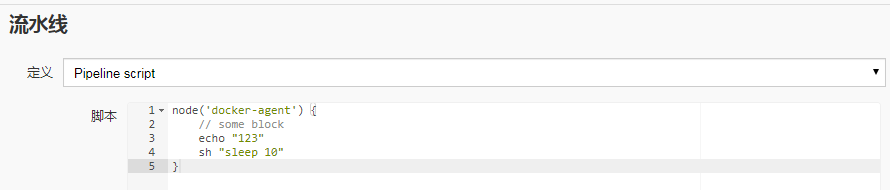 流水线
定义 Pipeline script
脚本
1 node('docker-agent') {
2 // some block
3 echo "123"
4 sh "sleep 10"
5 }